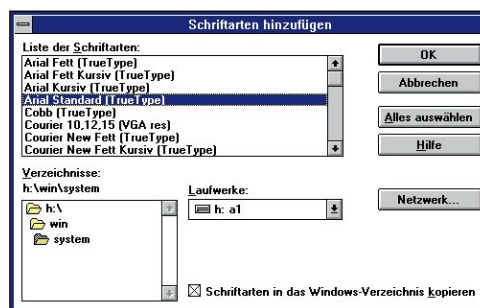 Schriftarten hinzufügen
Liste der Schriftarten:
Arial Fett (TrueType)
Arial Fett Kursiv (TrueType)
Arial Kursiv (TrueType)
Arial Standard (TrueType)
Cobb (TrueType)
Courier 10,12,15 (VGA res)
Courier New Fett (TrueType)
Courier New Fett Kursiv (TrueType)
OK
Abbrechen
Alles auswählen
Hilfe
Verzeichnisse:
h:\win\system
h:\
win
system
Laufwerke:
h: a1
Netzwerk...
Schriftarten in das Windows-Verzeichnis kopieren